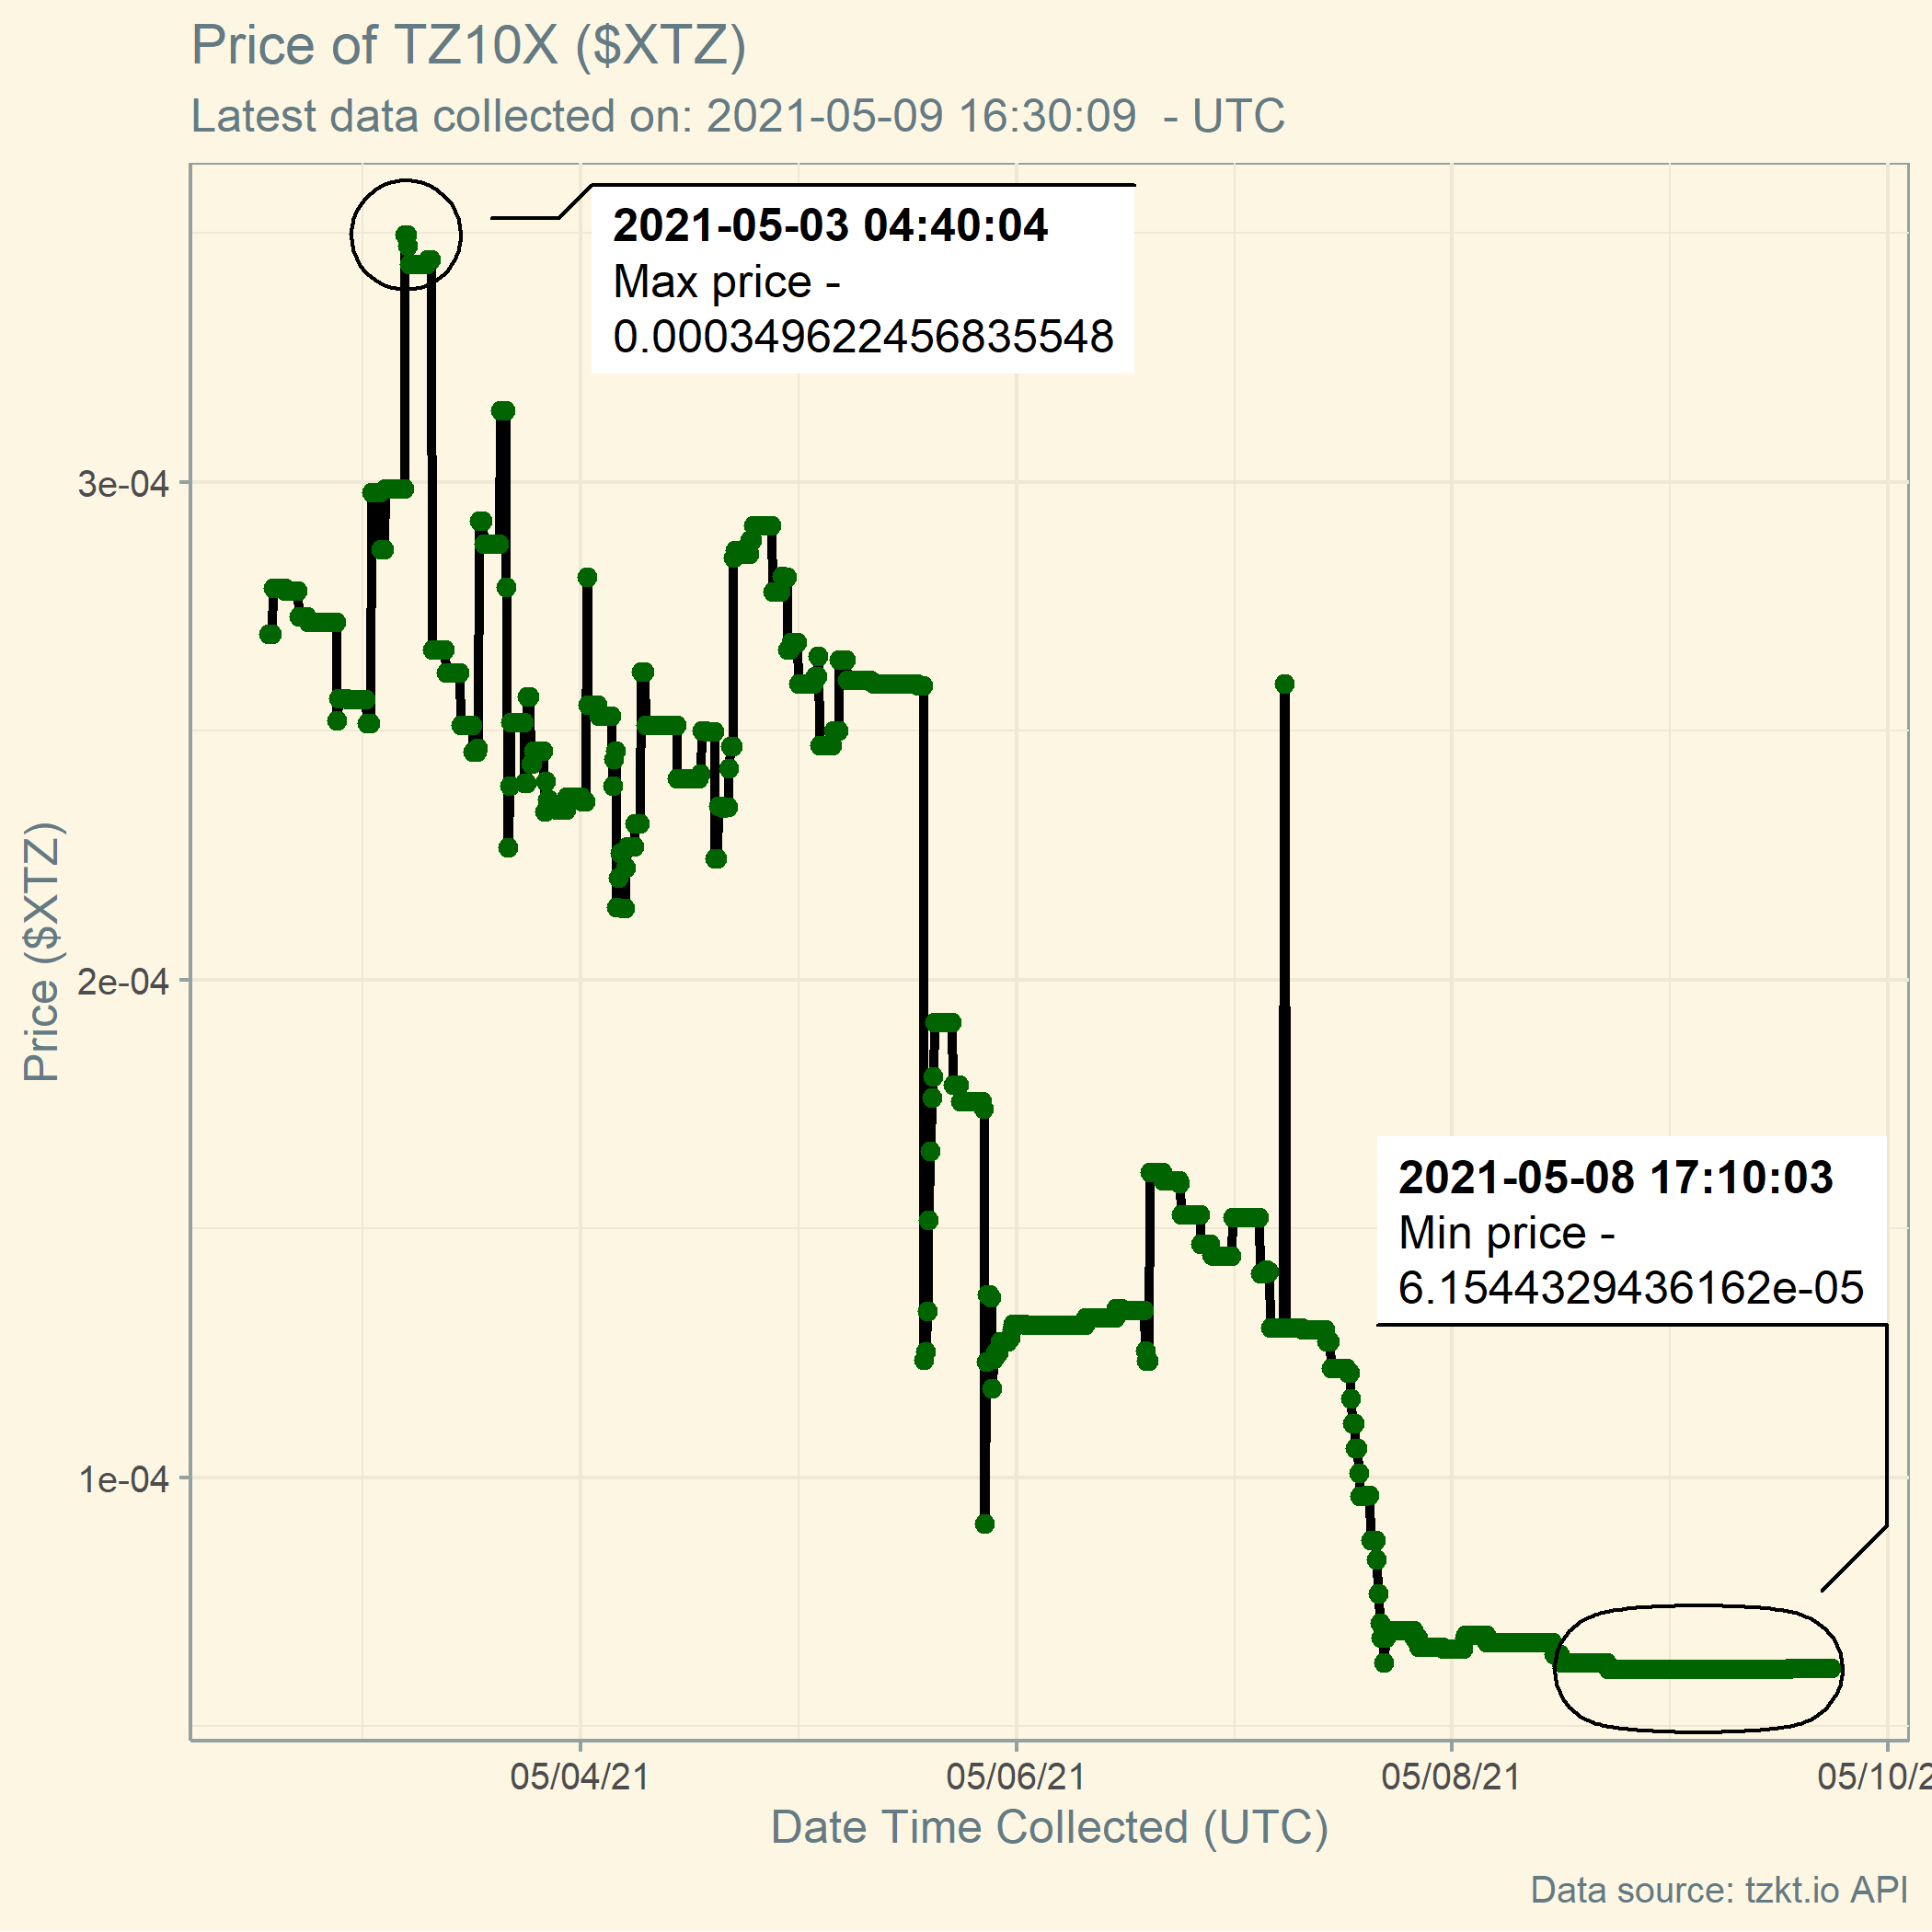 Price of TZ10X ($XTZ)
Latest data collected on: 2021-05-09 16:30:09  - UTC
2021-05-03 04:40:04
Max price -
0.000349622456835548
3e-04
2e-04
1e-04
Price ($XTZ)
2021-05-08 17:10:03
Min price -
6.1544329436162e-05
05/04/21
05/06/21
05/08/21
05/10/2
Date Time Collected (UTC)
Data source: tzkt.io API